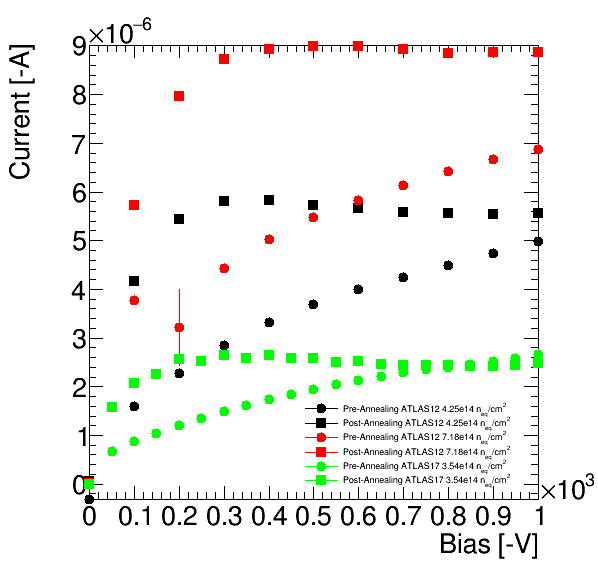 ×10⁻⁶
Current [-A]
9
8
7
6
5
4
3
2
1
0
Pre-Annealing ATLAS12 4.25e14 n_eq/cm²
Post-Annealing ATLAS12 4.25e14 n_eq/cm²
Pre-Annealing ATLAS12 7.18e14 n_eq/cm²
Post-Annealing ATLAS12 7.18e14 n_eq/cm²
Pre-Annealing ATLAS17 3.54e14 n_eq/cm²
Post-Annealing ATLAS17 3.54e14 n_eq/cm²
0 0.1 0.2 0.3 0.4 0.5 0.6 0.7 0.8 0.9 1
×10³
Bias [-V]